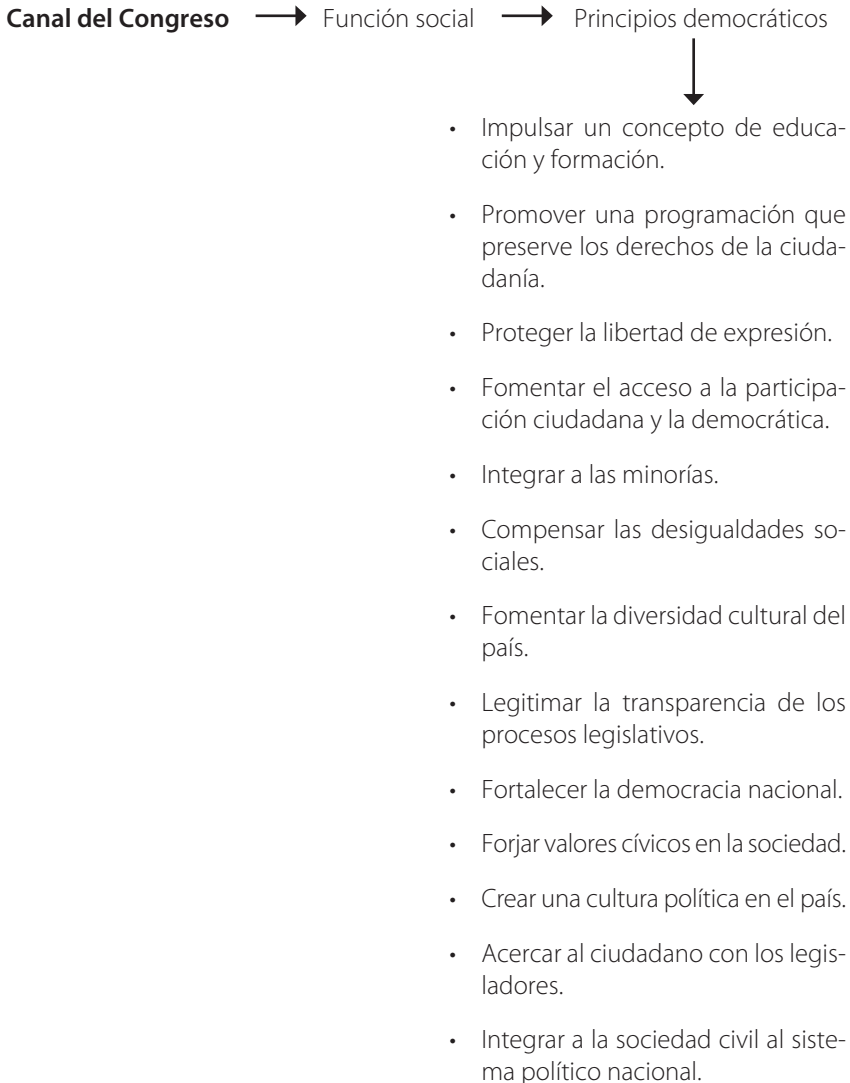 Canal del Congreso Función social Principios democráticos
• Impulsar un concepto de educa-
ción y formación.
• Promover una programación que
preserve los derechos de la ciuda-
danía.
• Proteger la libertad de expresión.
• Fomentar el acceso a la participa-
ción ciudadana y la democrática.
• Integrar a las minorías.
• Compensar las desigualdades so-
ciales.
• Fomentar la diversidad cultural del
país.
• Legitimar la transparencia de los
procesos legislativos.
• Fortalecer la democracia nacional.
• Forjar valores cívicos en la sociedad.
• Crear una cultura política en el país.
• Acercar al ciudadano con los legis-
ladores.
• Integrar a la sociedad civil al siste-
ma político nacional.